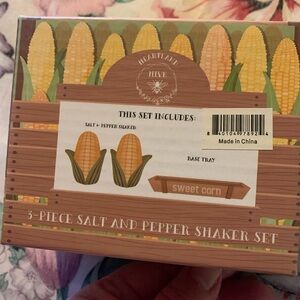 HEARTLAND
HIVE
THIS SET INCLUDES:
SALT & PEPPER SHAKER
BASE TRAY
Made in China
sweet corn
3-PIECE SALT AND PEPPER SHAKER SET